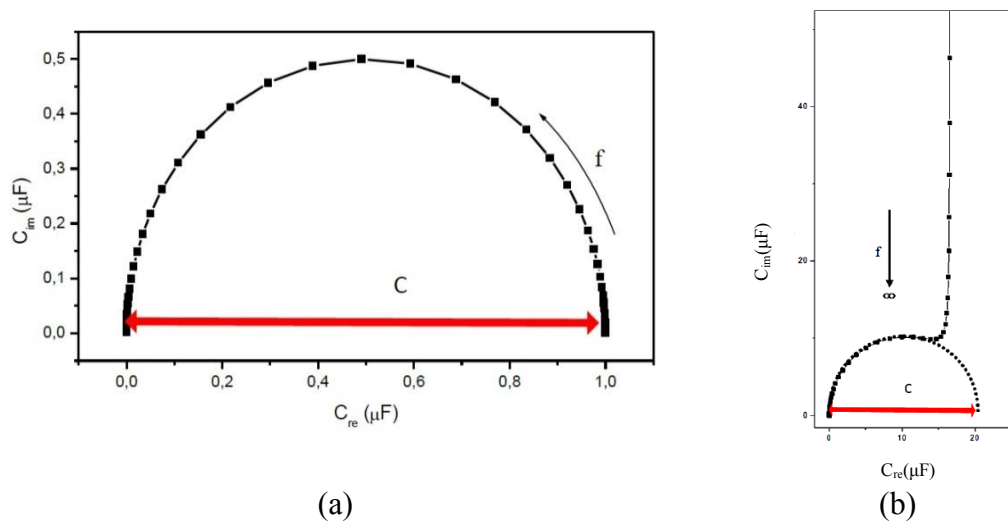 0,5
0,4
0,3
0,2
0,1
0,0
C_im (μF)
f
C
0,0 0,2 0,4 0,6 0,8 1,0
C_re (μF)
(a)
40
20
0
C_im(μF)
f
∞
C
0 10 20
C_re(μF)
(b)